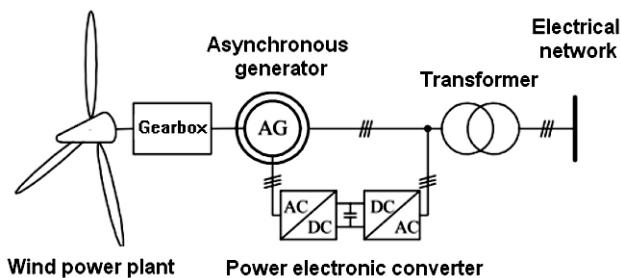 Electrical
network
Asynchronous
generator
Transformer
Gearbox
AG
AC
DC
DC
AC
Wind power plant
Power electronic converter